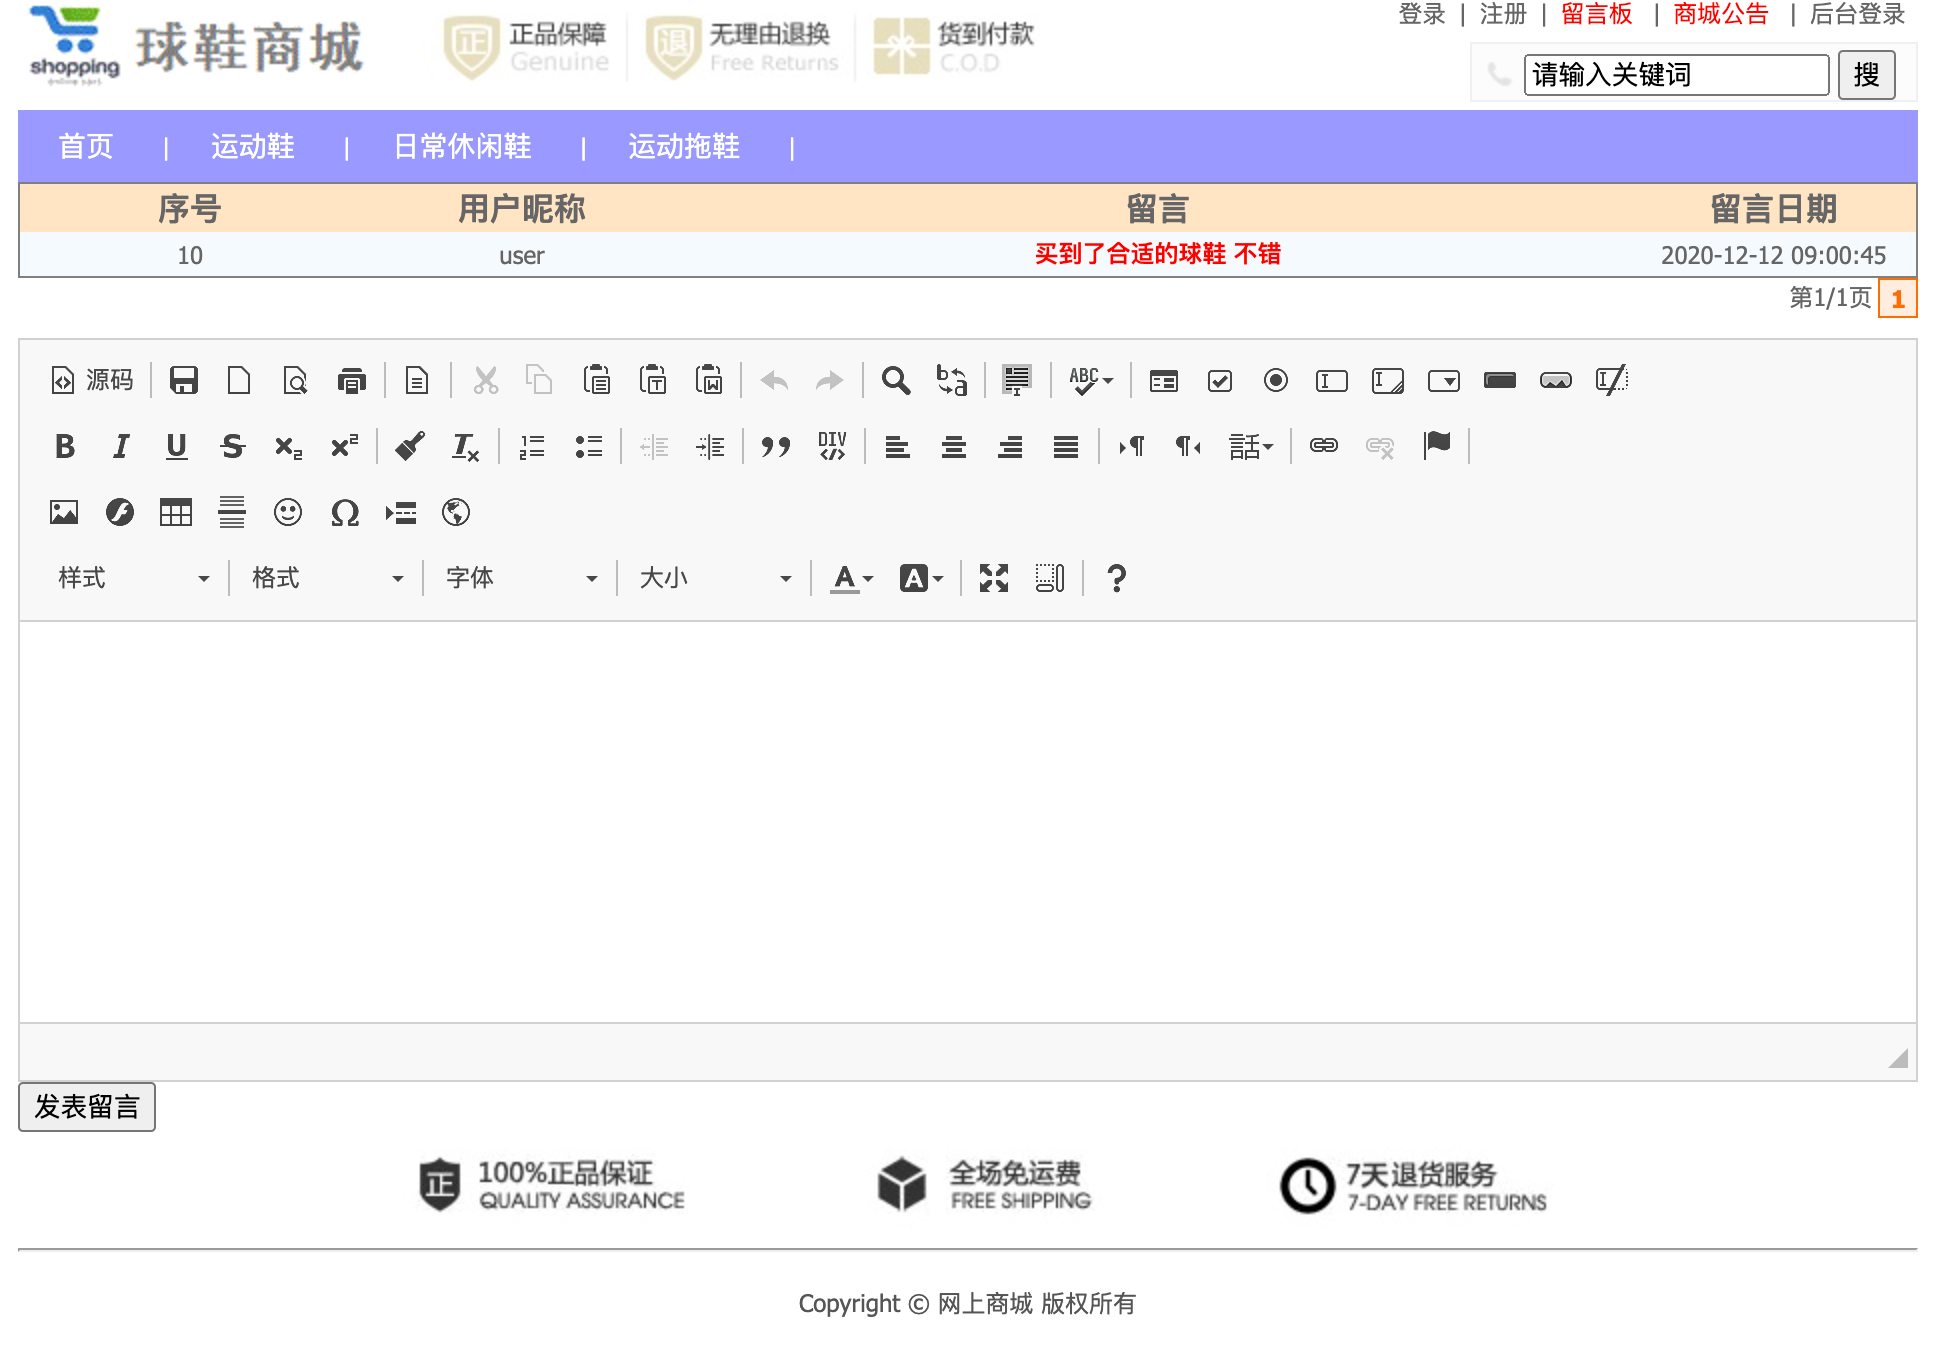 shopping
球鞋商城
正 正品保障 退 无理由退换 货到付款
Genuine Free Returns C.O.D
登录 | 注册 | 留言板 | 商城公告 | 后台登录
请输入关键词 搜
首页 | 运动鞋 | 日常休闲鞋 | 运动拖鞋 |
序号 用户昵称 留言 留言日期
10 user 买到了合适的球鞋 不错 2020-12-12 09:00:45
第1/1页 1
源码
样式 格式 字体 大小
发表留言
正 100%正品保证 全场免运费 7天退货服务
QUALITY ASSURANCE FREE SHIPPING 7-DAY FREE RETURNS
Copyright © 网上商城 版权所有